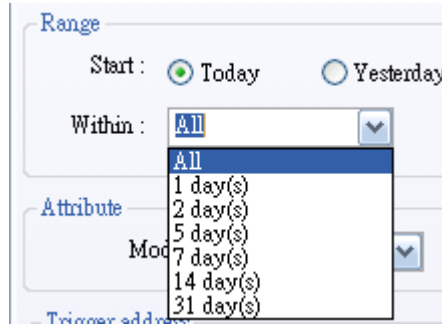 Range
Start : Today Yesterday
Within : All
All
1 day(s)
2 day(s)
Attribute 5 day(s)
7 day(s)
14 day(s)
31 day(s)
Trigger